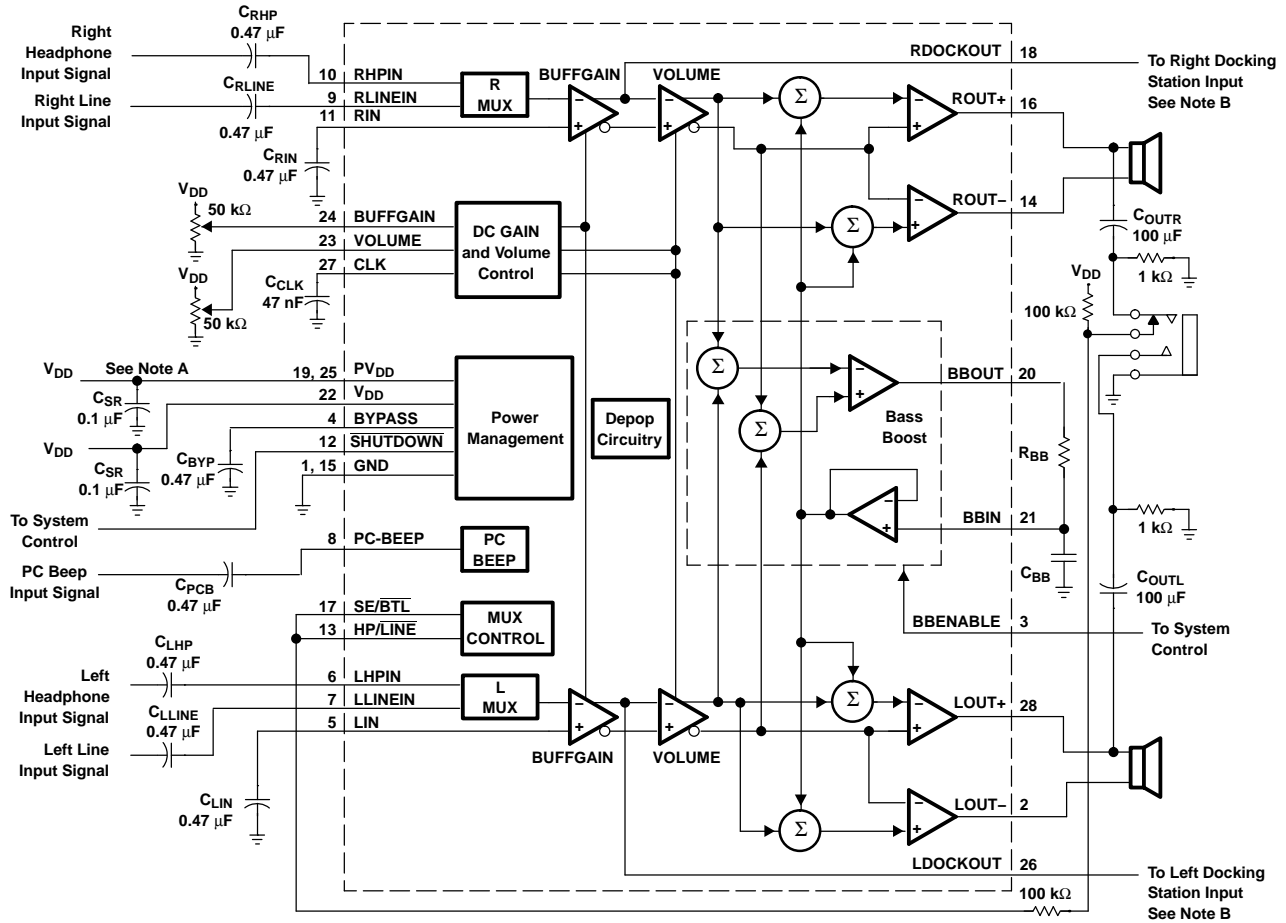 Right
Headphone
Input Signal
CRHP
0.47 μF
10 RHPIN
Right Line
Input Signal
CRLINE
0.47 μF
9 RLINEIN
11 RIN
CRIN
0.47 μF
R
MUX
BUFFGAIN
VOLUME
RDOCKOUT 18
To Right Docking
Station Input
See Note B
Σ
− +
− +
− +
ROUT+ 16
− +
ROUT− 14
Σ
COUTR
100 μF
1 kΩ
VDD
100 kΩ
VDD
50 kΩ
24 BUFFGAIN
23 VOLUME
27 CLK
VDD
50 kΩ
CCLK
47 nF
DC GAIN
and Volume
Control
VDD
See Note A
19, 25 PVDD
22 VDD
4 BYPASS
12 SHUTDOWN
1, 15 GND
CSR
0.1 μF
VDD
CSR
0.1 μF
CBYP
0.47 μF
To System
Control
Power
Management
Depop
Circuitry
Σ
Σ
− +
BBOUT 20
Bass
Boost
RBB
− +
BBIN 21
CBB
1 kΩ
COUTL
100 μF
BBENABLE 3
To System
Control
PC Beep
Input Signal
CPCB
0.47 μF
8 PC-BEEP
PC
BEEP
17 SE/BTL
13 HP/LINE
MUX
CONTROL
Left
Headphone
Input Signal
CLHP
0.47 μF
6 LHPIN
7 LLINEIN
5 LIN
CLLINE
0.47 μF
Left Line
Input Signal
CLIN
0.47 μF
L
MUX
− +
− +
BUFFGAIN
VOLUME
Σ
− +
LOUT+ 28
Σ
− +
LOUT− 2
LDOCKOUT 26
To Left Docking
Station Input
See Note B
100 kΩ